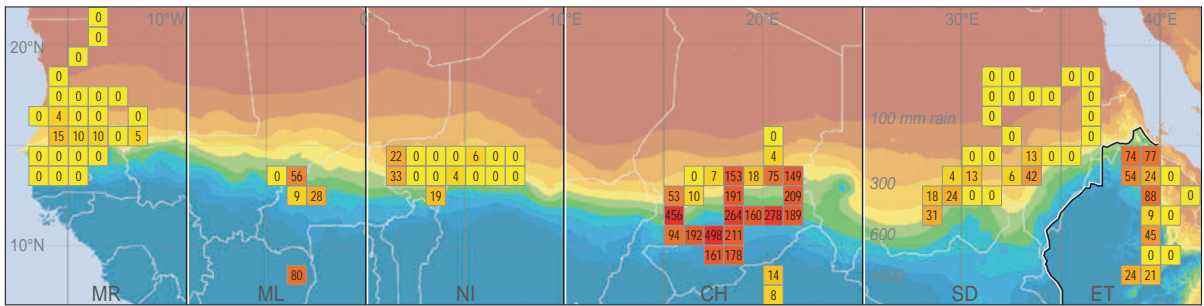 0 10°W 0° 10°E 20°E 30°E 40°E
20°N 0
0
0 0 0 0 0
0 0 0 0 0 0 0 0 0 0
0 4 0 0 0 100 mm rain 0
15 10 10 0 5 0 0 0
0 0 0 0 22 0 0 0 6 0 0 4 0 0 13 0 0 74 77
0 0 0 0 56 33 0 0 4 0 0 0 0 7 153 18 75 149 300 4 13 6 42 54 24 0
9 28 19 53 10 191 209 18 24 0 0 88 0
456 264 160 278 189 31 9 0
10°N 94 192 498 211 600 45
161 178 0 0
80 14 1000 24 21
MR ML NI CH 8 SD ET